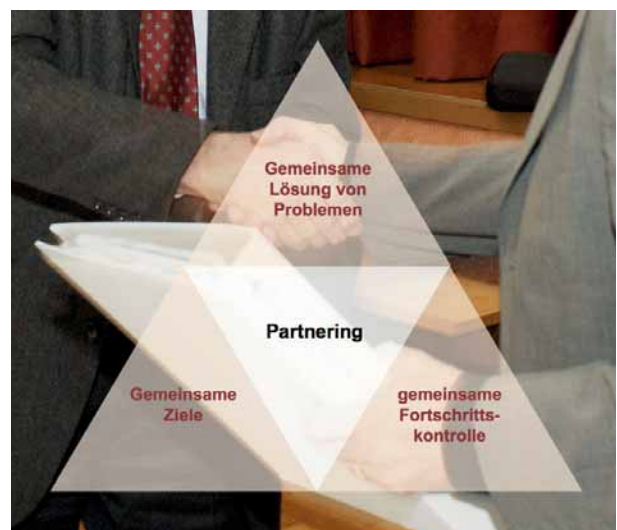 Gemeinsame
Lösung von
Problemen
Partnering
Gemeinsame
Ziele
gemeinsame
Fortschritts-
kontrolle